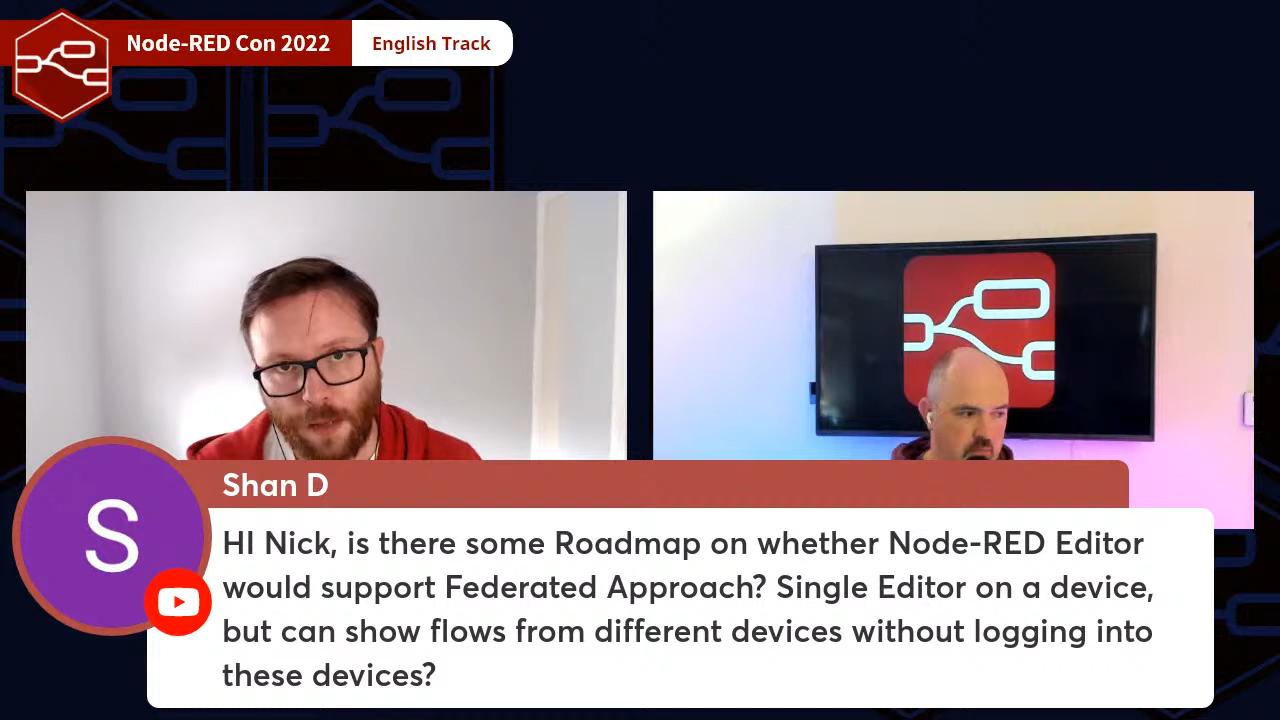 Node-RED Con 2022 English Track
Shan D
S
HI Nick, is there some Roadmap on whether Node-RED Editor
would support Federated Approach? Single Editor on a device,
but can show flows from different devices without logging into
these devices?